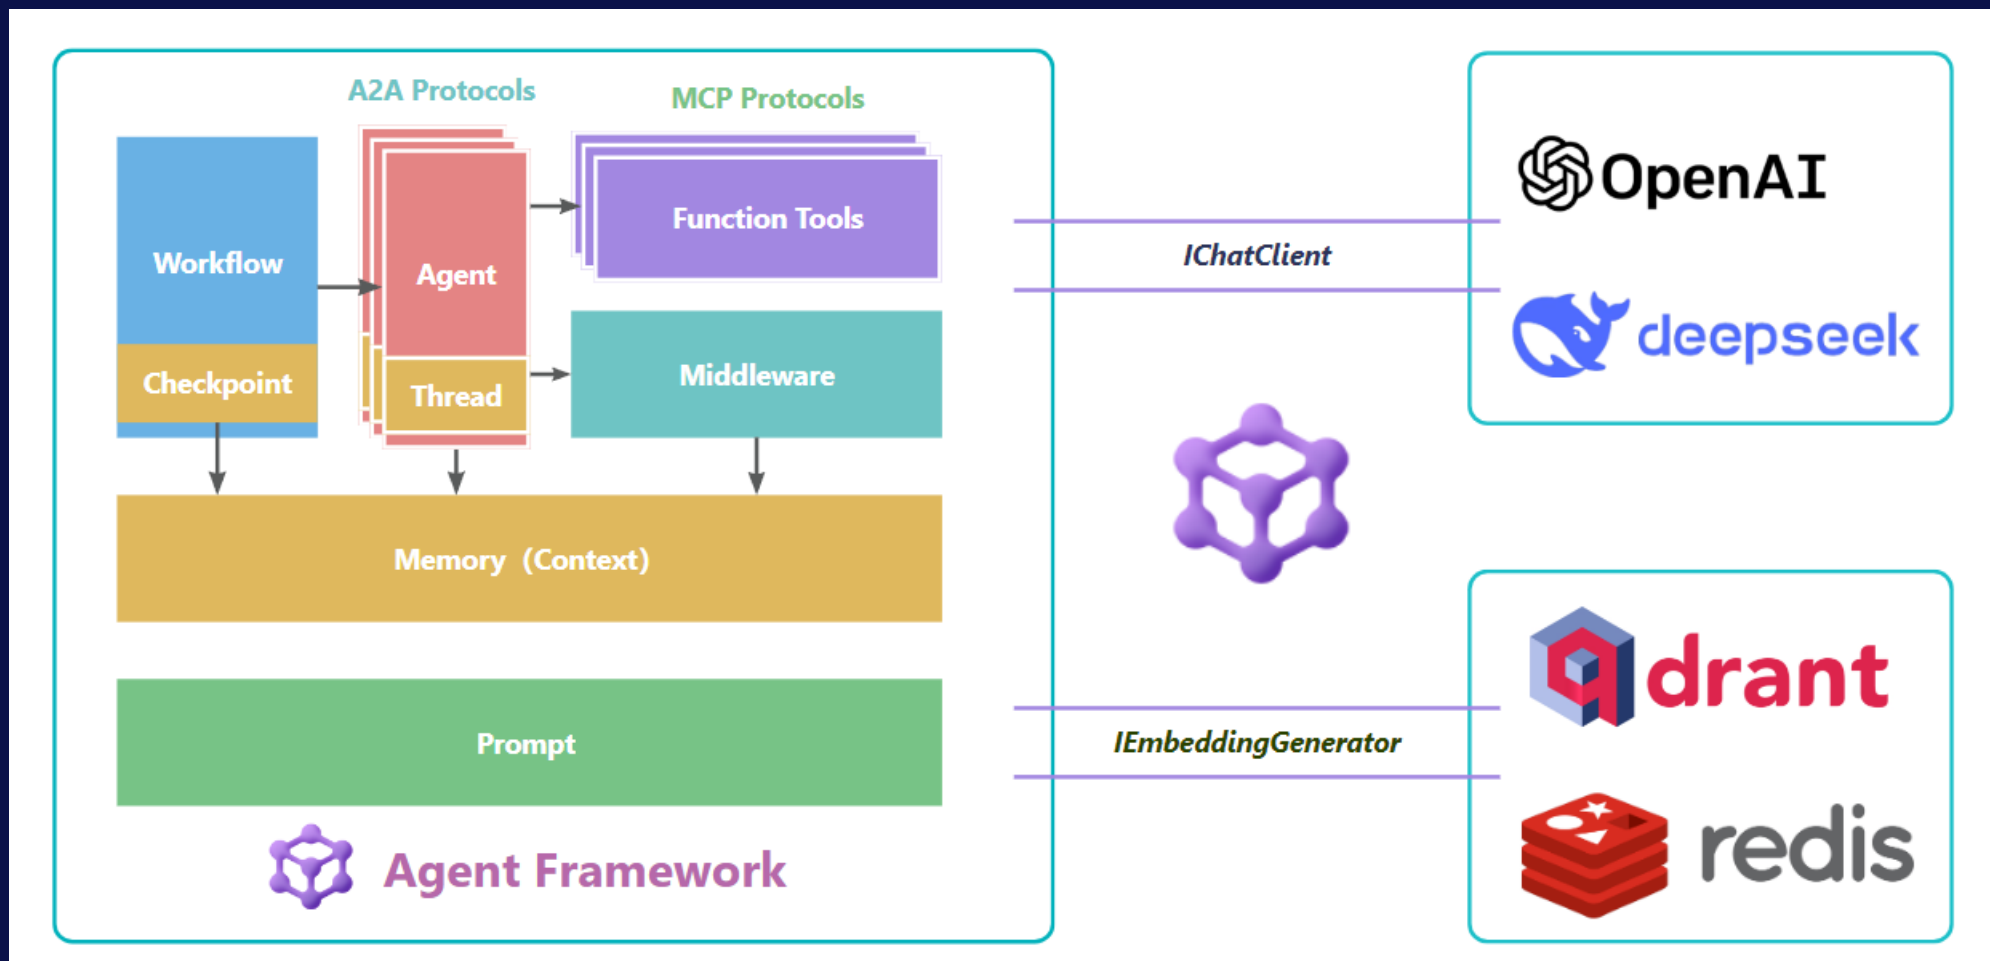 A2A Protocols
MCP Protocols
Workflow
Checkpoint
Agent
Thread
Function Tools
Middleware
Memory（Context）
Prompt
Agent Framework
IChatClient
IEmbeddingGenerator
OpenAI
deepseek
qdrant
redis